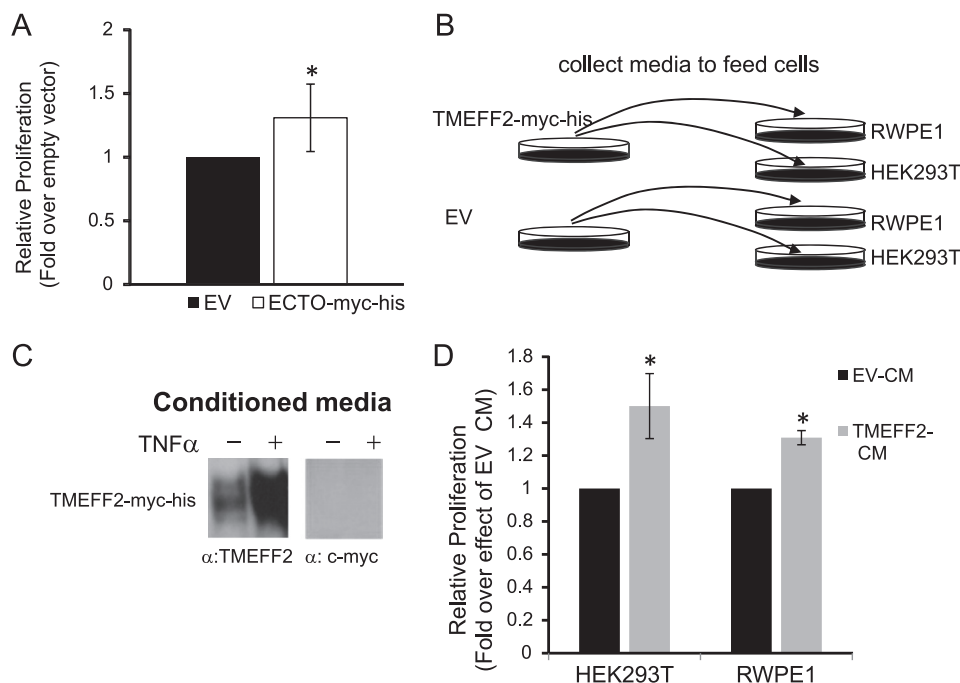 A
2
1.5
1
0.5
0
Relative Proliferation
(Fold over empty vector)
*
EV
ECTO-myc-his
B
collect media to feed cells
TMEFF2-myc-his
RWPE1
HEK293T
EV
RWPE1
HEK293T
C
Conditioned media
TNFα
– + – +
TMEFF2-myc-his
α:TMEFF2
α: c-myc
D
1.8
1.6
1.4
1.2
1
0.8
0.6
0.4
0.2
0
Relative Proliferation
(Fold over effect of EV CM)
*
*
EV-CM
TMEFF2-
CM
HEK293T
RWPE1